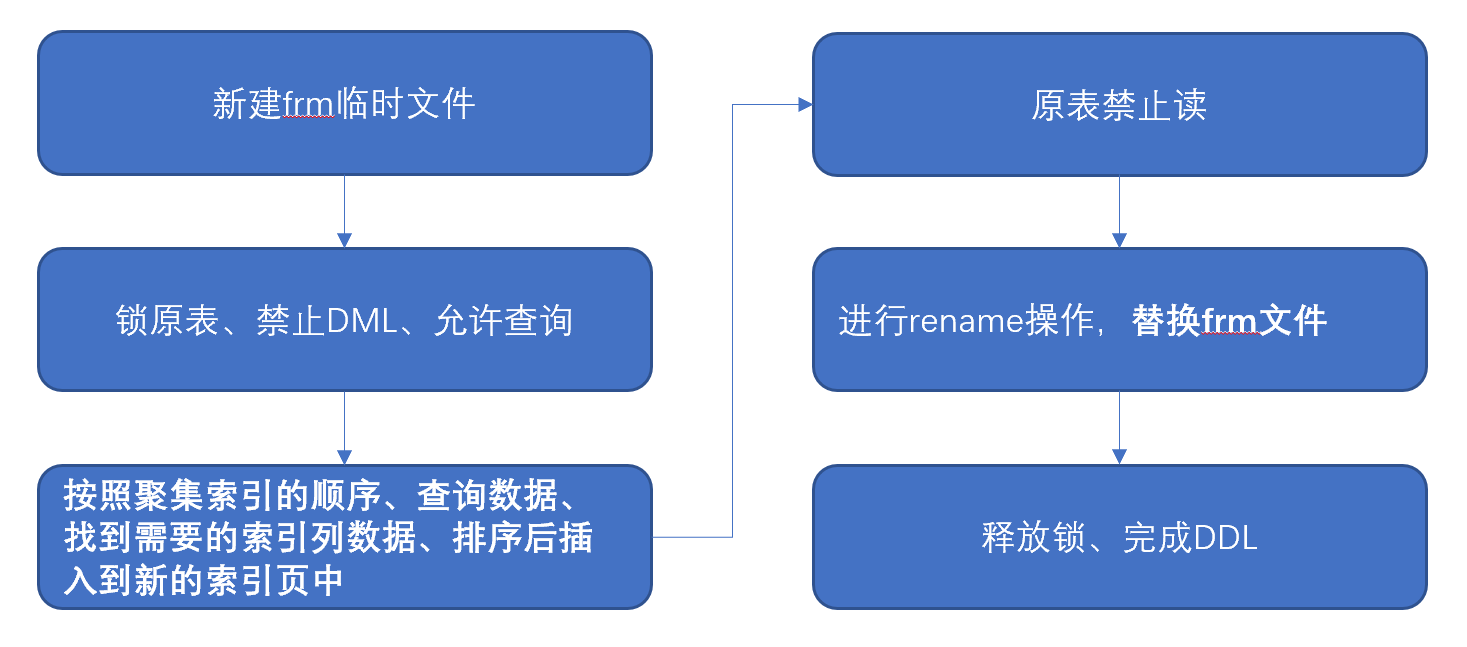 新建frm临时文件
锁原表、禁止DML、允许查询
按照聚集索引的顺序、查询数据、
找到需要的索引列数据、排序后插
入到新的索引页中
原表禁止读
进行rename操作，替换frm文件
释放锁、完成DDL